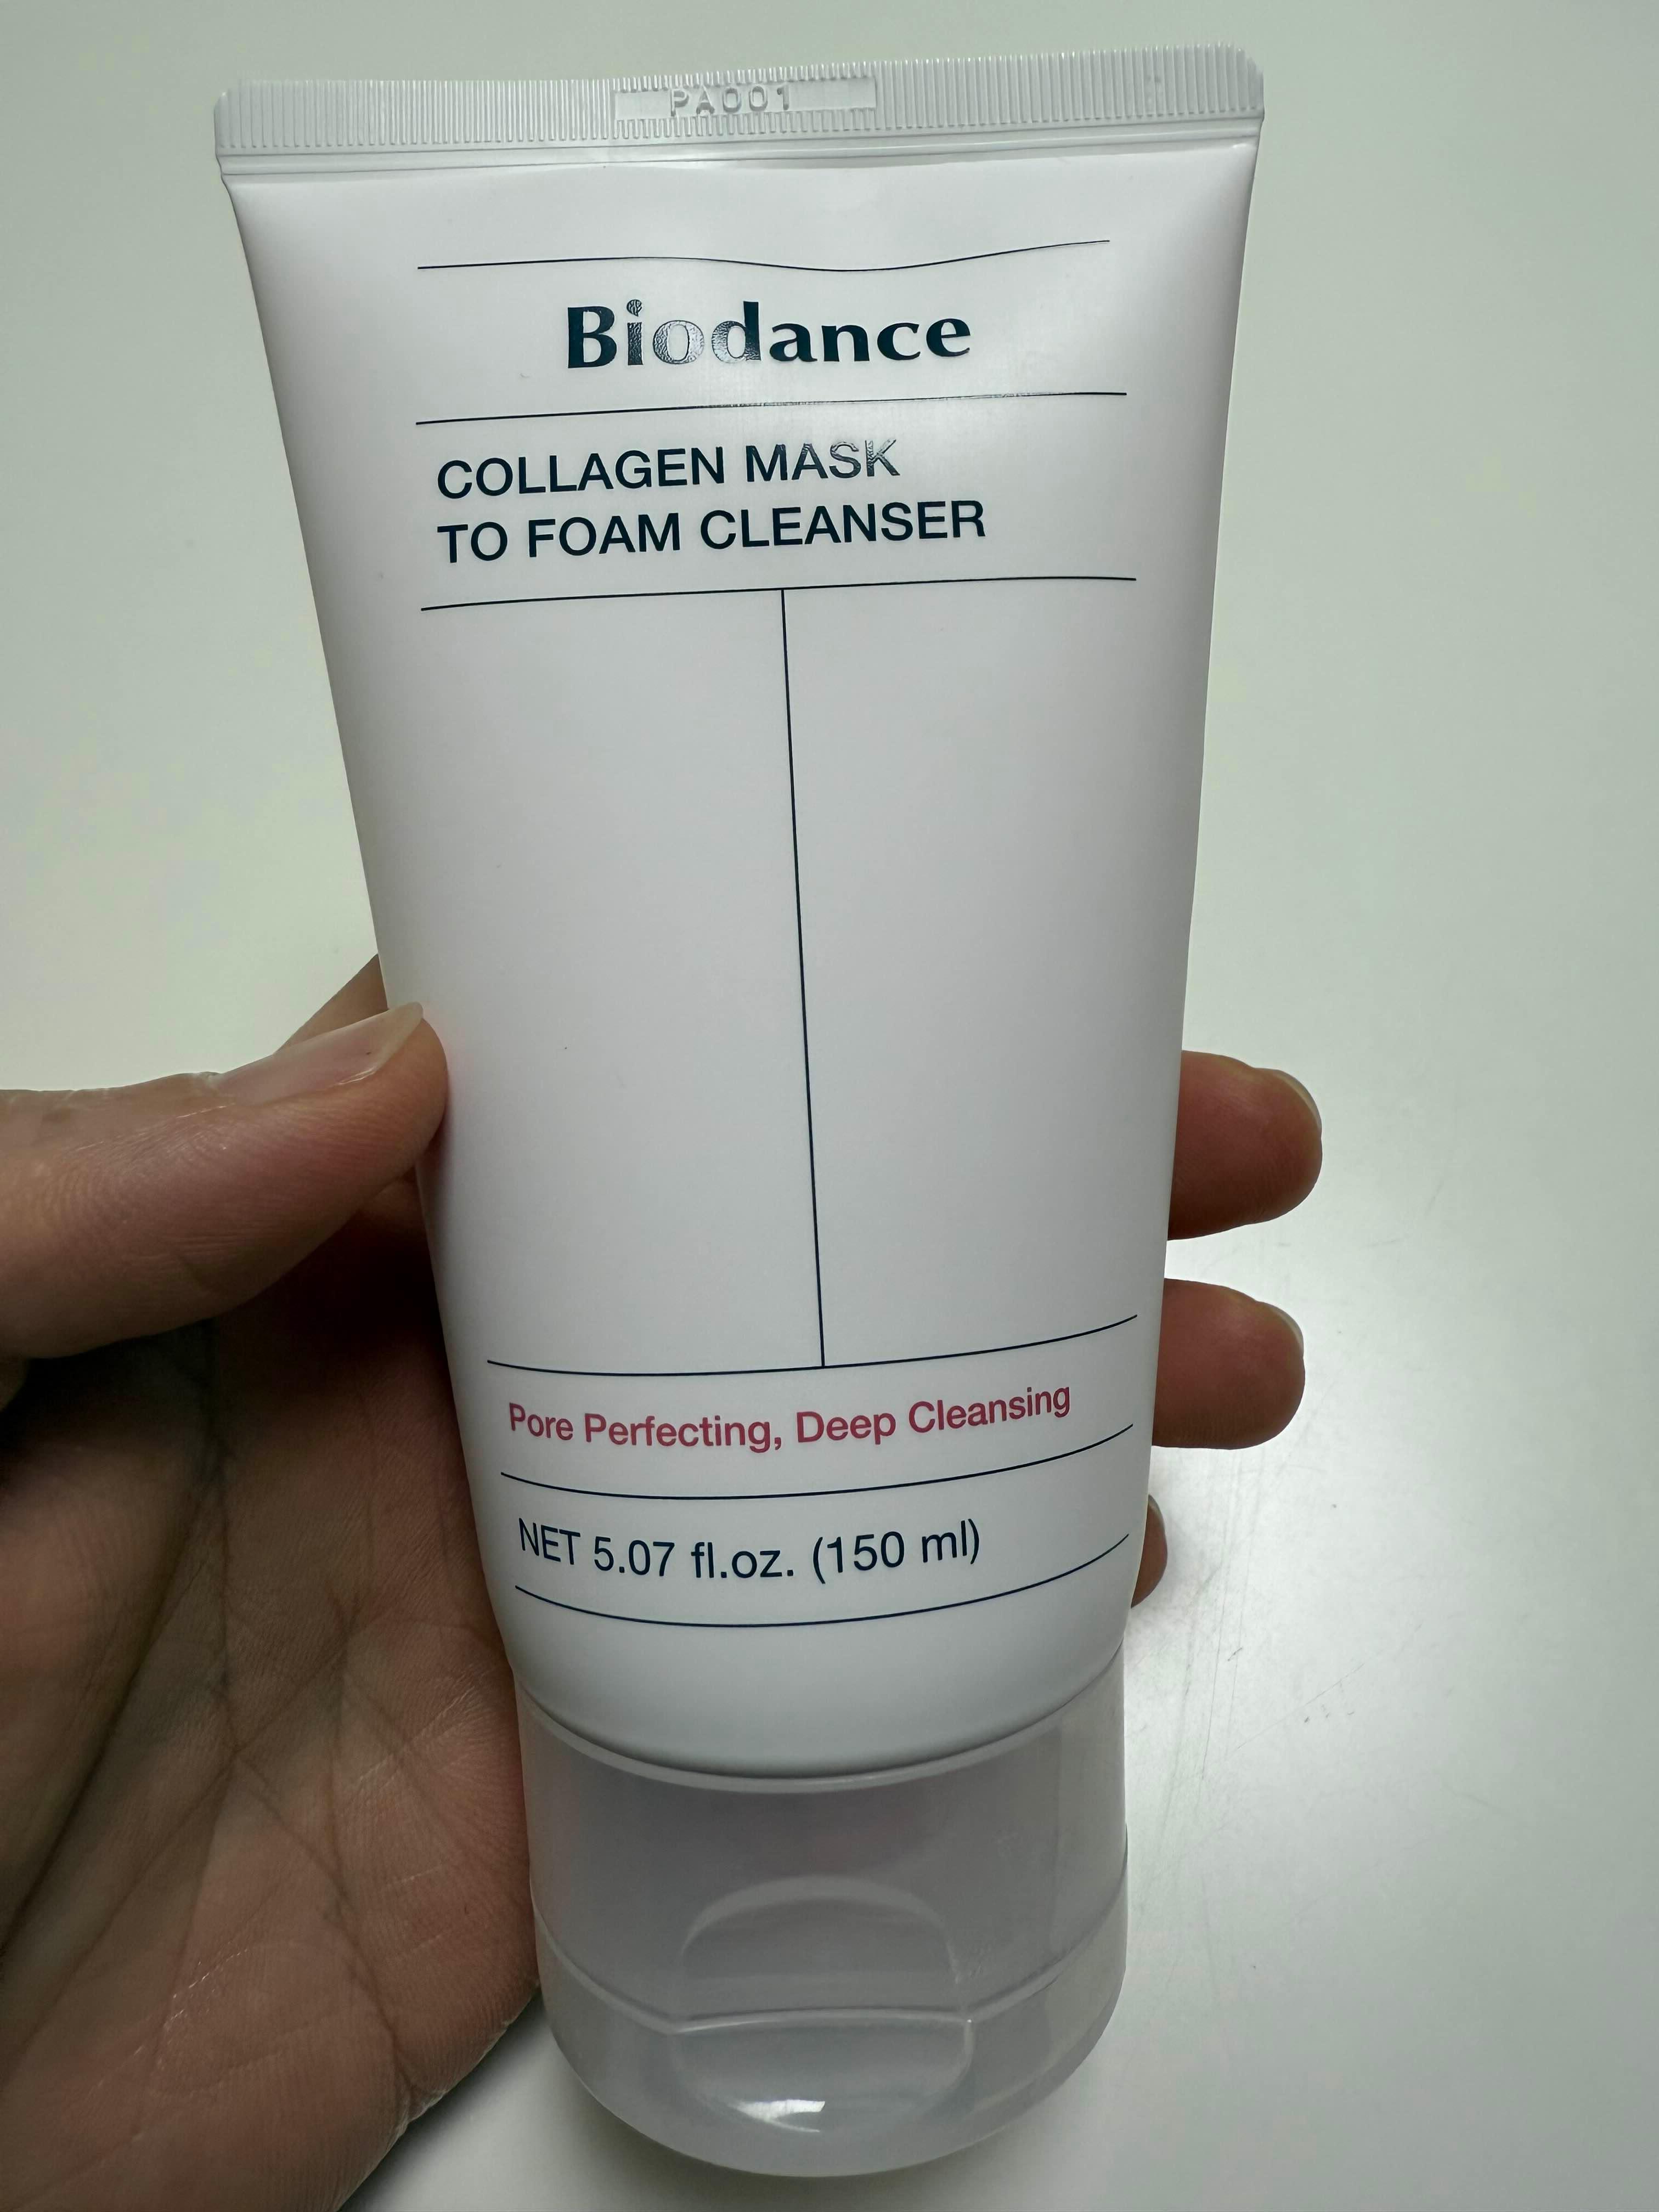 PA001
Biodance
COLLAGEN MASK
TO FOAM CLEANSER
Pore Perfecting, Deep Cleansing
NET 5.07 fl.oz. (150 ml)